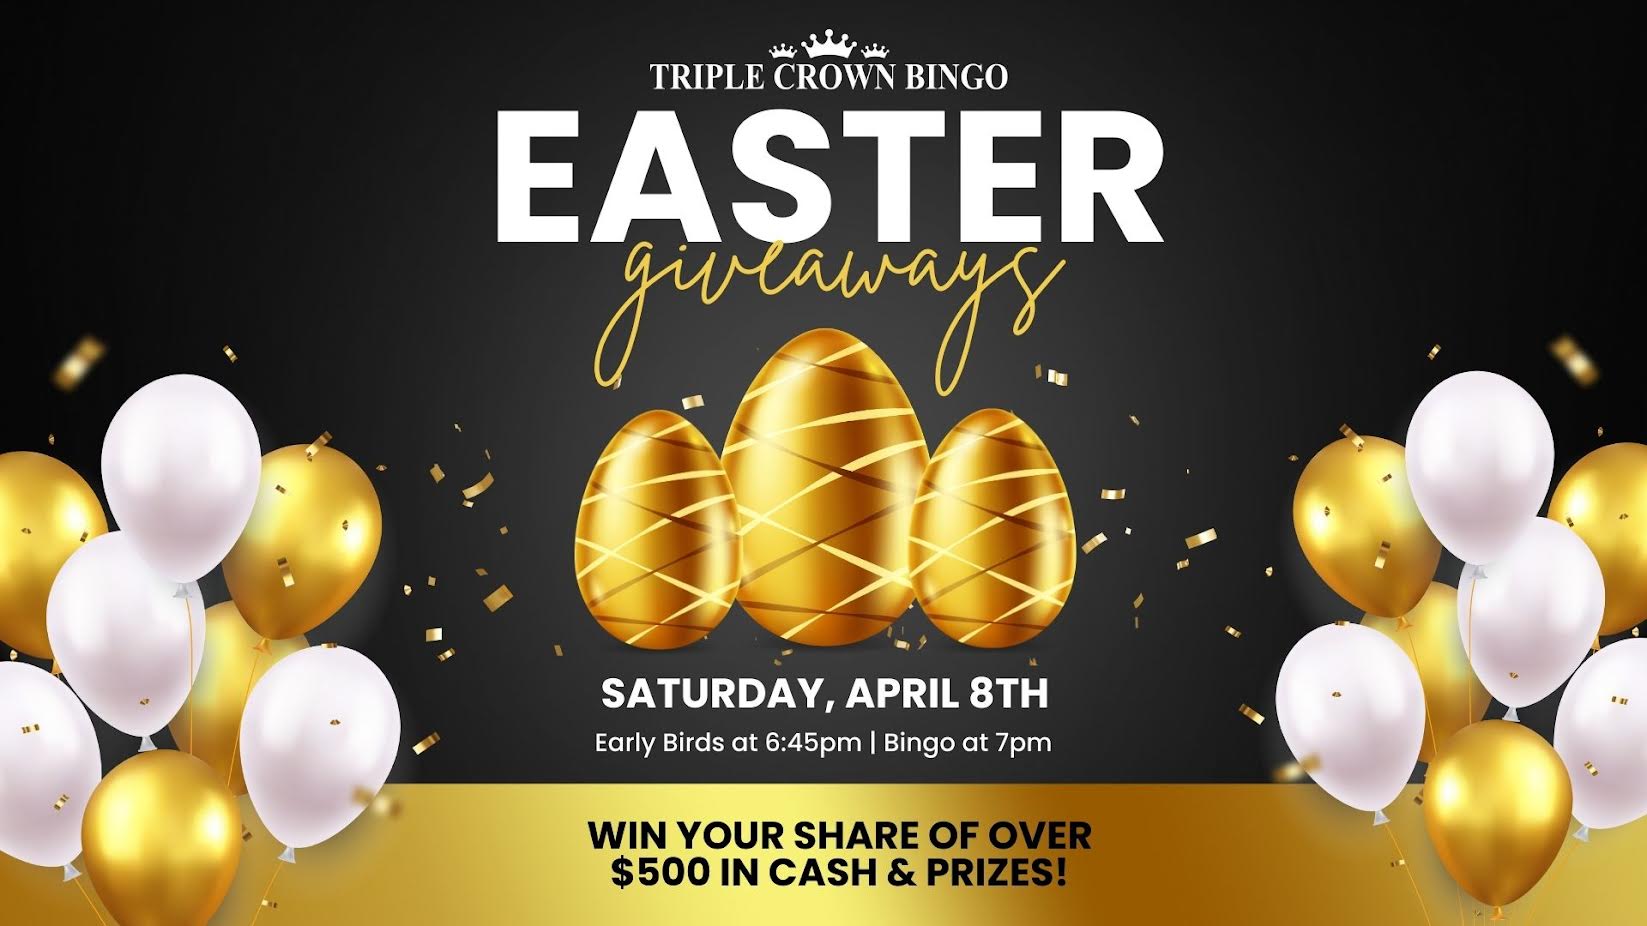 TRIPLE CROWN BINGO
EASTER
giveaways
SATURDAY, APRIL 8TH
Early Birds at 6:45pm | Bingo at 7pm
WIN YOUR SHARE OF OVER
$500 IN CASH & PRIZES!